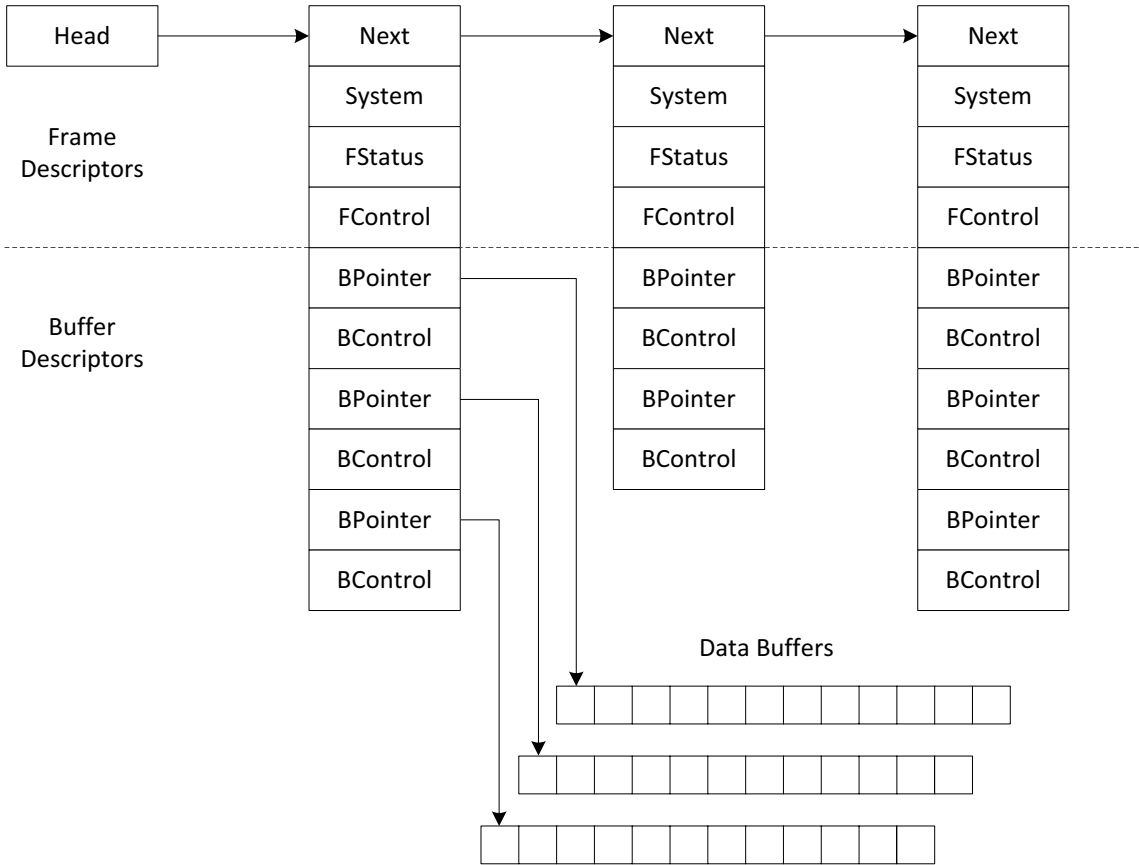 Head
Next
Next
Next
System
System
System
Frame
Descriptors
FStatus
FStatus
FStatus
FControl
FControl
FControl
BPointer
BPointer
BPointer
Buffer
Descriptors
BControl
BControl
BControl
BPointer
BPointer
BPointer
BControl
BControl
BControl
BPointer
BPointer
BControl
BControl
Data Buffers